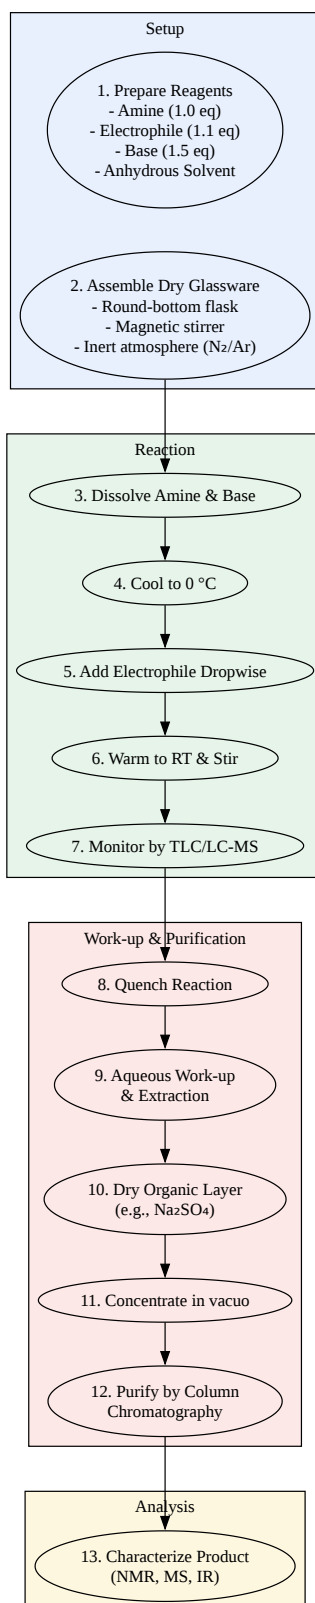 Setup
1. Prepare Reagents
- Amine (1.0 eq)
- Electrophile (1.1 eq)
- Base (1.5 eq)
- Anhydrous Solvent
2. Assemble Dry Glassware
- Round-bottom flask
- Magnetic stirrer
- Inert atmosphere (N₂/Ar)
Reaction
3. Dissolve Amine & Base
4. Cool to 0 °C
5. Add Electrophile Dropwise
6. Warm to RT & Stir
7. Monitor by TLC/LC-MS
Work-up & Purification
8. Quench Reaction
9. Aqueous Work-up
& Extraction
10. Dry Organic Layer
(e.g., Na₂SO₄)
11. Concentrate in vacuo
12. Purify by Column
Chromatography
Analysis
13. Characterize Product
(NMR, MS, IR)